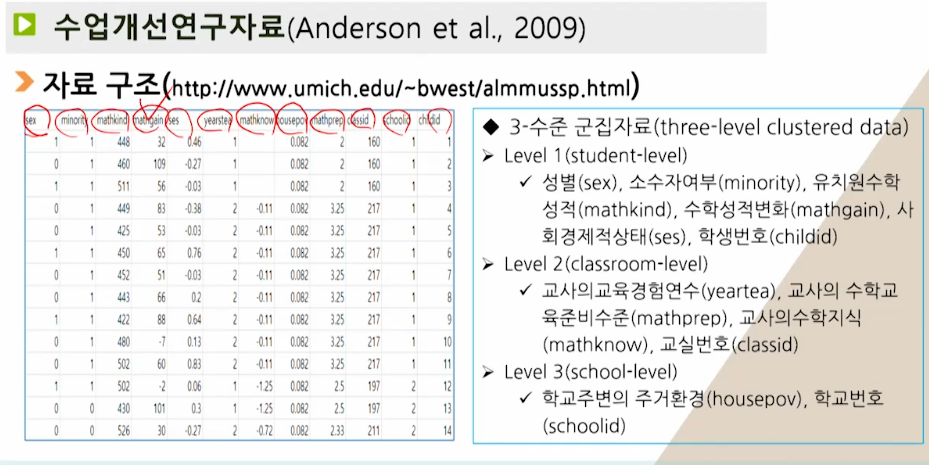 수업개선연구자료(Anderson et al., 2009)
자료 구조(http://www.umich.edu/~bwest/almmussp.html)
sex minority mathkind mathgain ses yearstea mathknow housepov mathprep classid schoolid childid
1 1 448 32 0.46 1 0.082 2 160 1 1
0 1 460 109 -0.27 1 0.082 2 160 1 2
1 1 511 56 -0.03 1 0.082 2 160 1 3
0 1 449 83 -0.38 2 -0.11 0.082 3.25 217 1 4
0 1 425 53 -0.03 2 -0.11 0.082 3.25 217 1 5
1 1 450 65 0.76 2 -0.11 0.082 3.25 217 1 6
0 1 452 51 -0.03 2 -0.11 0.082 3.25 217 1 7
0 1 443 66 0.2 2 -0.11 0.082 3.25 217 1 8
1 1 422 88 0.64 2 -0.11 0.082 3.25 217 1 9
0 1 480 -7 0.13 2 -0.11 0.082 3.25 217 1 10
0 1 502 60 0.83 2 -0.11 0.082 3.25 217 1 11
1 1 502 -2 0.06 1 -1.25 0.082 2.5 197 2 12
0 0 430 101 0.3 1 -1.25 0.082 2.5 197 2 13
0 0 526 30 -0.27 2 -0.72 0.082 2.33 211 2 14
◆ 3-수준 군집자료(three-level clustered data)
➢ Level 1(student-level)
✓ 성별(sex), 소수자여부(minority), 유치원수학
성적(mathkind), 수학성적변화(mathgain), 사
회경제적상태(ses), 학생번호(childid)
➢ Level 2(classroom-level)
✓ 교사의교육경험연수(yeartea), 교사의 수학교
육준비수준(mathprep), 교사의수학지식
(mathknow), 교실번호(classid)
➢ Level 3(school-level)
✓ 학교주변의 주거환경(housepov), 학교번호
(schoolid)